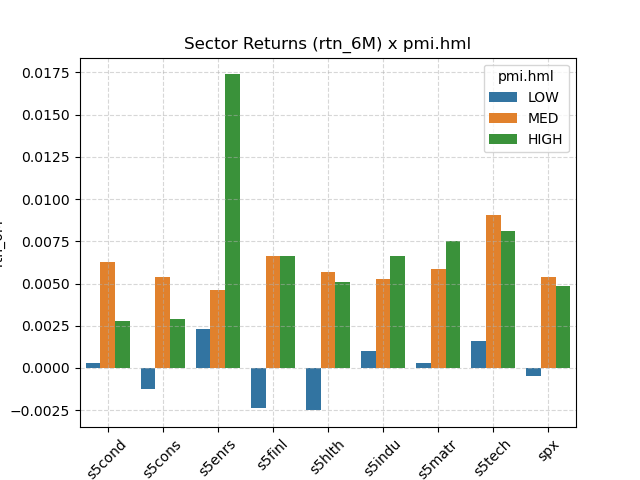 Sector Returns (rtn_6M) x pmi.hml
pmi.hml
LOW
MED
HIGH
0.0175
0.0150
0.0125
0.0100
0.0075
0.0050
0.0025
0.0000
−0.0025
s5cond
s5cons
s5enrs
s5finl
s5hlth
s5indu
s5matr
s5tech
spx